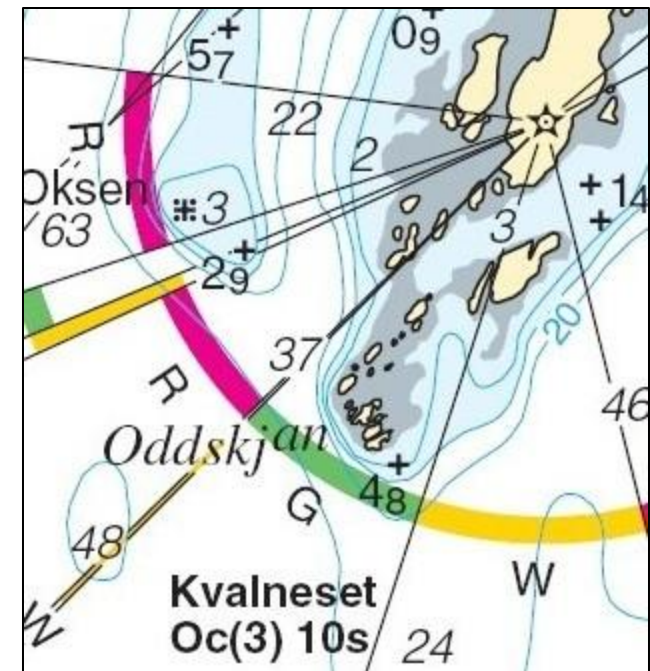 0₉
5₇
22
R
2
Oksen
3
1₄
63
3
2₉
20
37
R
46
Oddskjæran
4₈
G
48
W
W
Kvalneset
Oc(3) 10s
24